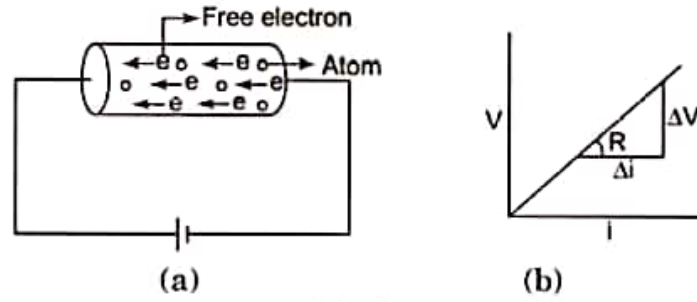 Free electron
e e Atom
e e
e e e
(a)
V R ΔV
Δi
i
(b)